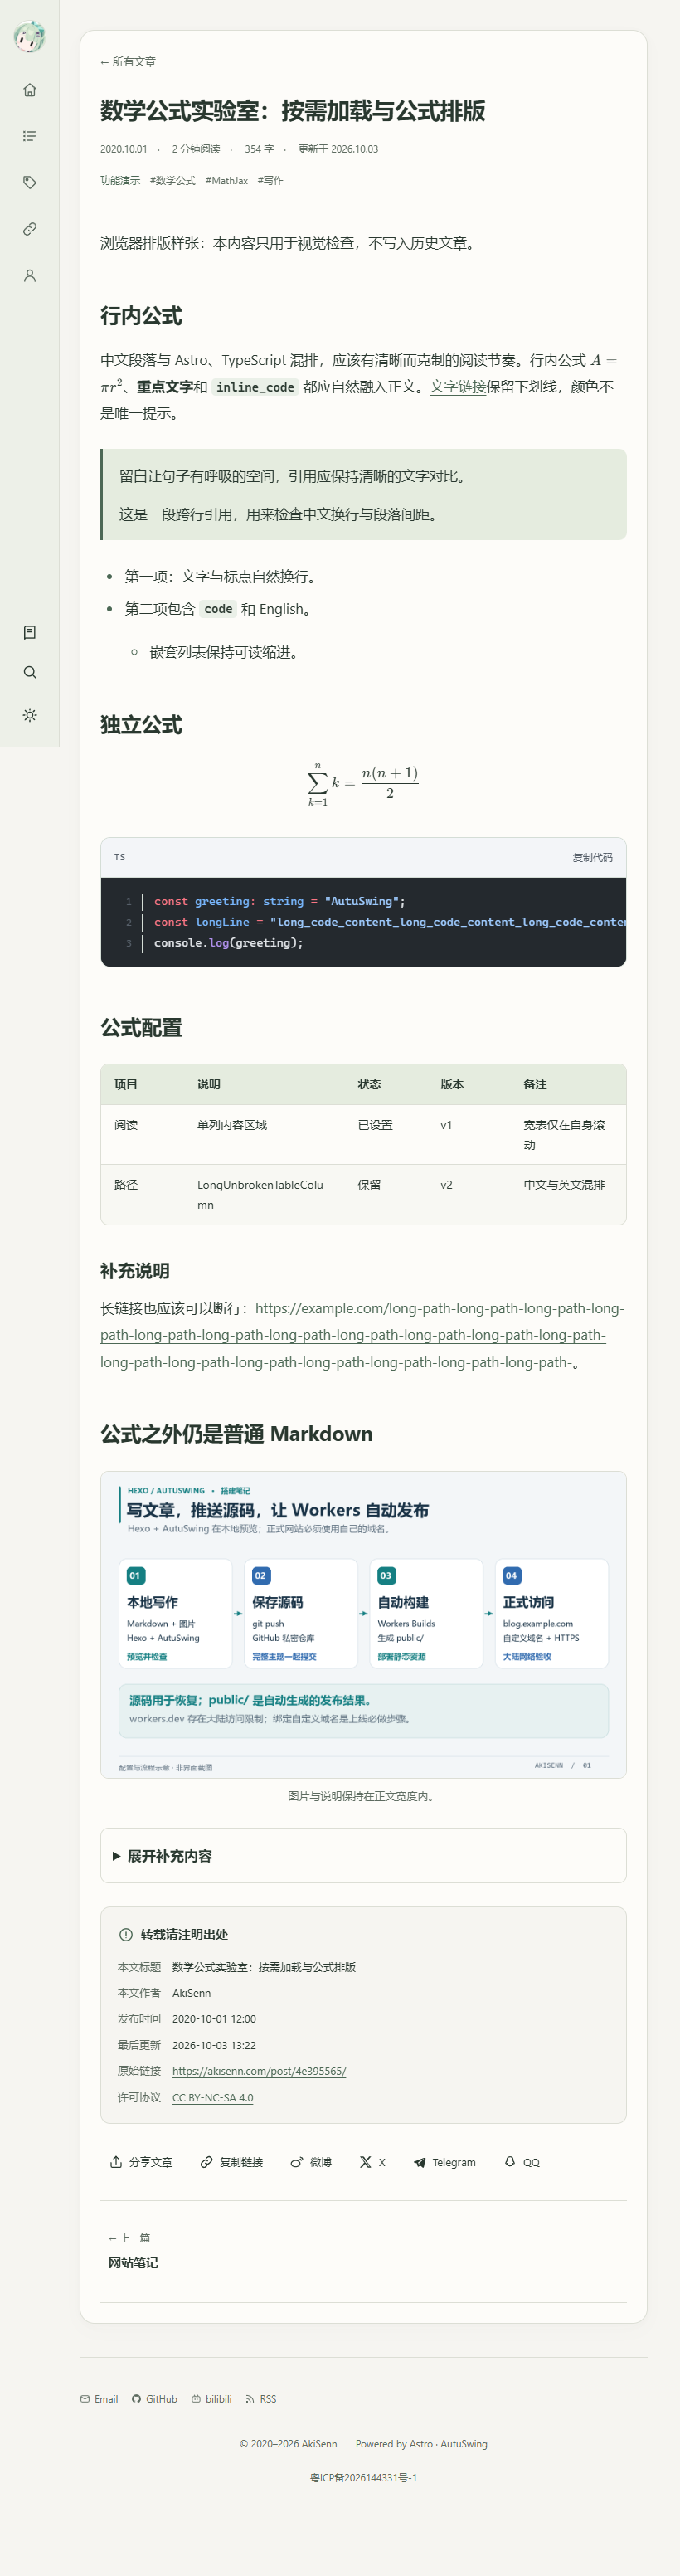 ← 所有文章
数学公式实验室：按需加载与公式排版
2020.10.01 · 2 分钟阅读 · 354 字 · 更新于 2026.10.03
功能演示 #数学公式 #MathJax #写作
浏览器排版样张：本内容只用于视觉检查，不写入历史文章。
行内公式
中文段落与 Astro、TypeScript 混排，应该有清晰而克制的阅读节奏。行内公式 A =
πr²、重点文字和 inline_code 都应自然融入正文。文字链接保留下划线，颜色不
是唯一提示。
留白让句子有呼吸的空间，引用应保持清晰的文字对比。
这是一段跨行引用，用来检查中文换行与段落间距。
• 第一项：文字与标点自然换行。
• 第二项包含 code 和 English。
◦ 嵌套列表保持可读缩进。
独立公式
∑_{k=1}^{n} k = n(n + 1) / 2
TS 复制代码
1 const greeting: string = "AutuSwing";
2 const longLine = "long_code_content_long_code_content_long_code_conten
3 console.log(greeting);
公式配置
项目 说明 状态 版本 备注
阅读 单列内容区域 已设置 v1 宽表仅在自身滚
动
路径 LongUnbrokenTableColu 保留 v2 中文与英文混排
mn
补充说明
长链接也应该可以断行：https://example.com/long-path-long-path-long-path-long-
path-long-path-long-path-long-path-long-path-long-path-long-path-long-path-
long-path-long-path-long-path-long-path-long-path-long-path-long-path-。
公式之外仍是普通 Markdown
HEXO / AUTUSWING • 搭建笔记
写文章，推送源码，让 Workers 自动发布
Hexo + AutuSwing 在本地预览；正式网站必须使用自己的域名。
01 02 03 04
本地写作 保存源码 自动构建 正式访问
Markdown + 图片 git push Workers Builds blog.example.com
Hexo + AutuSwing GitHub 私密仓库 生成 public/ 自定义域名 + HTTPS
预览并检查 完整主题一起提交 部署静态资源 大陆网络验收
源码用于恢复；public/ 是自动生成的发布结果。
workers.dev 存在大陆访问限制；绑定自定义域名是上线必做步骤。
配置与流程示意 · 非界面截图 AKISENN / 01
图片与说明保持在正文宽度内。
▶ 展开补充内容
转载请注明出处
本文标题 数学公式实验室：按需加载与公式排版
本文作者 AkiSenn
发布时间 2020-10-01 12:00
最后更新 2026-10-03 13:22
原始链接 https://akisenn.com/post/4e395565/
许可协议 CC BY-NC-SA 4.0
分享文章 复制链接 微博 X Telegram QQ
← 上一篇
网站笔记
Email GitHub bilibili RSS
© 2020–2026 AkiSenn Powered by Astro · AutuSwing
粤ICP备2026144331号-1